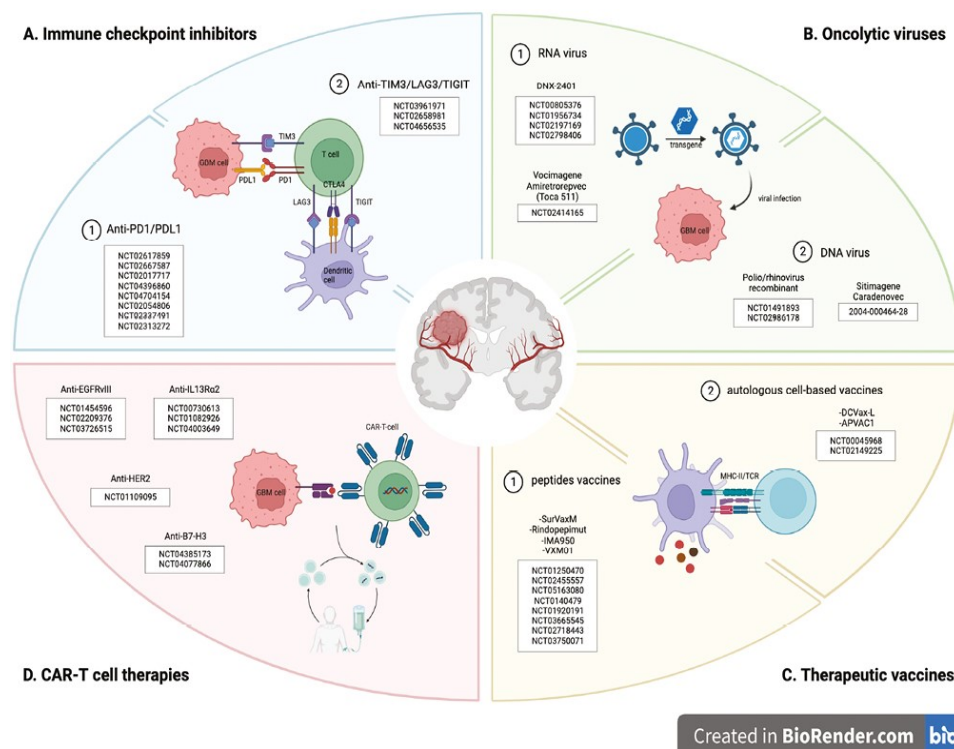 A. Immune checkpoint inhibitors
2 Anti-TIM3/LAG3/TIGIT
NCT03961971
NCT02658981
NCT04656535
TIM3
GBM cell
T cell
PDL1
PD1
CTLA4
LAG3
TIGIT
Dendritic
cell
1 Anti-PD1/PDL1
NCT02617859
NCT02667587
NCT02017717
NCT04396860
NCT04704154
NCT02054806
NCT02337491
NCT02313272
B. Oncolytic viruses
1 RNA virus
DNX-2401
NCT00805376
NCT01956734
NCT02197169
NCT02798406
transgene
Vocimagene
Amiretrorepvec
(Toca 511)
NCT02414165
viral infection
GBM cell
2 DNA virus
Polio/rhinovirus
recombinant
NCT01491893
NCT02986178
Sitimagene
Caradenovec
2004-000464-28
Anti-EGFRvIII
NCT01454596
NCT02209376
NCT03726515
Anti-IL13Rα2
NCT00730613
NCT01082926
NCT04003649
Anti-HER2
NCT01109095
Anti-B7-H3
NCT04385173
NCT04077866
CAR-T-cell
GBM cell
D. CAR-T cell therapies
2 autologous cell-based vaccines
-DCVax-L
-APVAC1
NCT00045968
NCT02149225
MHC-II/TCR
1 peptides vaccines
-SurVaxM
-Rindopepimut
-IMA950
-VXM01
NCT01250470
NCT02455557
NCT05163080
NCT0140479
NCT01920191
NCT03665545
NCT02718443
NCT03750071
C. Therapeutic vaccines
Created in BioRender.com bio